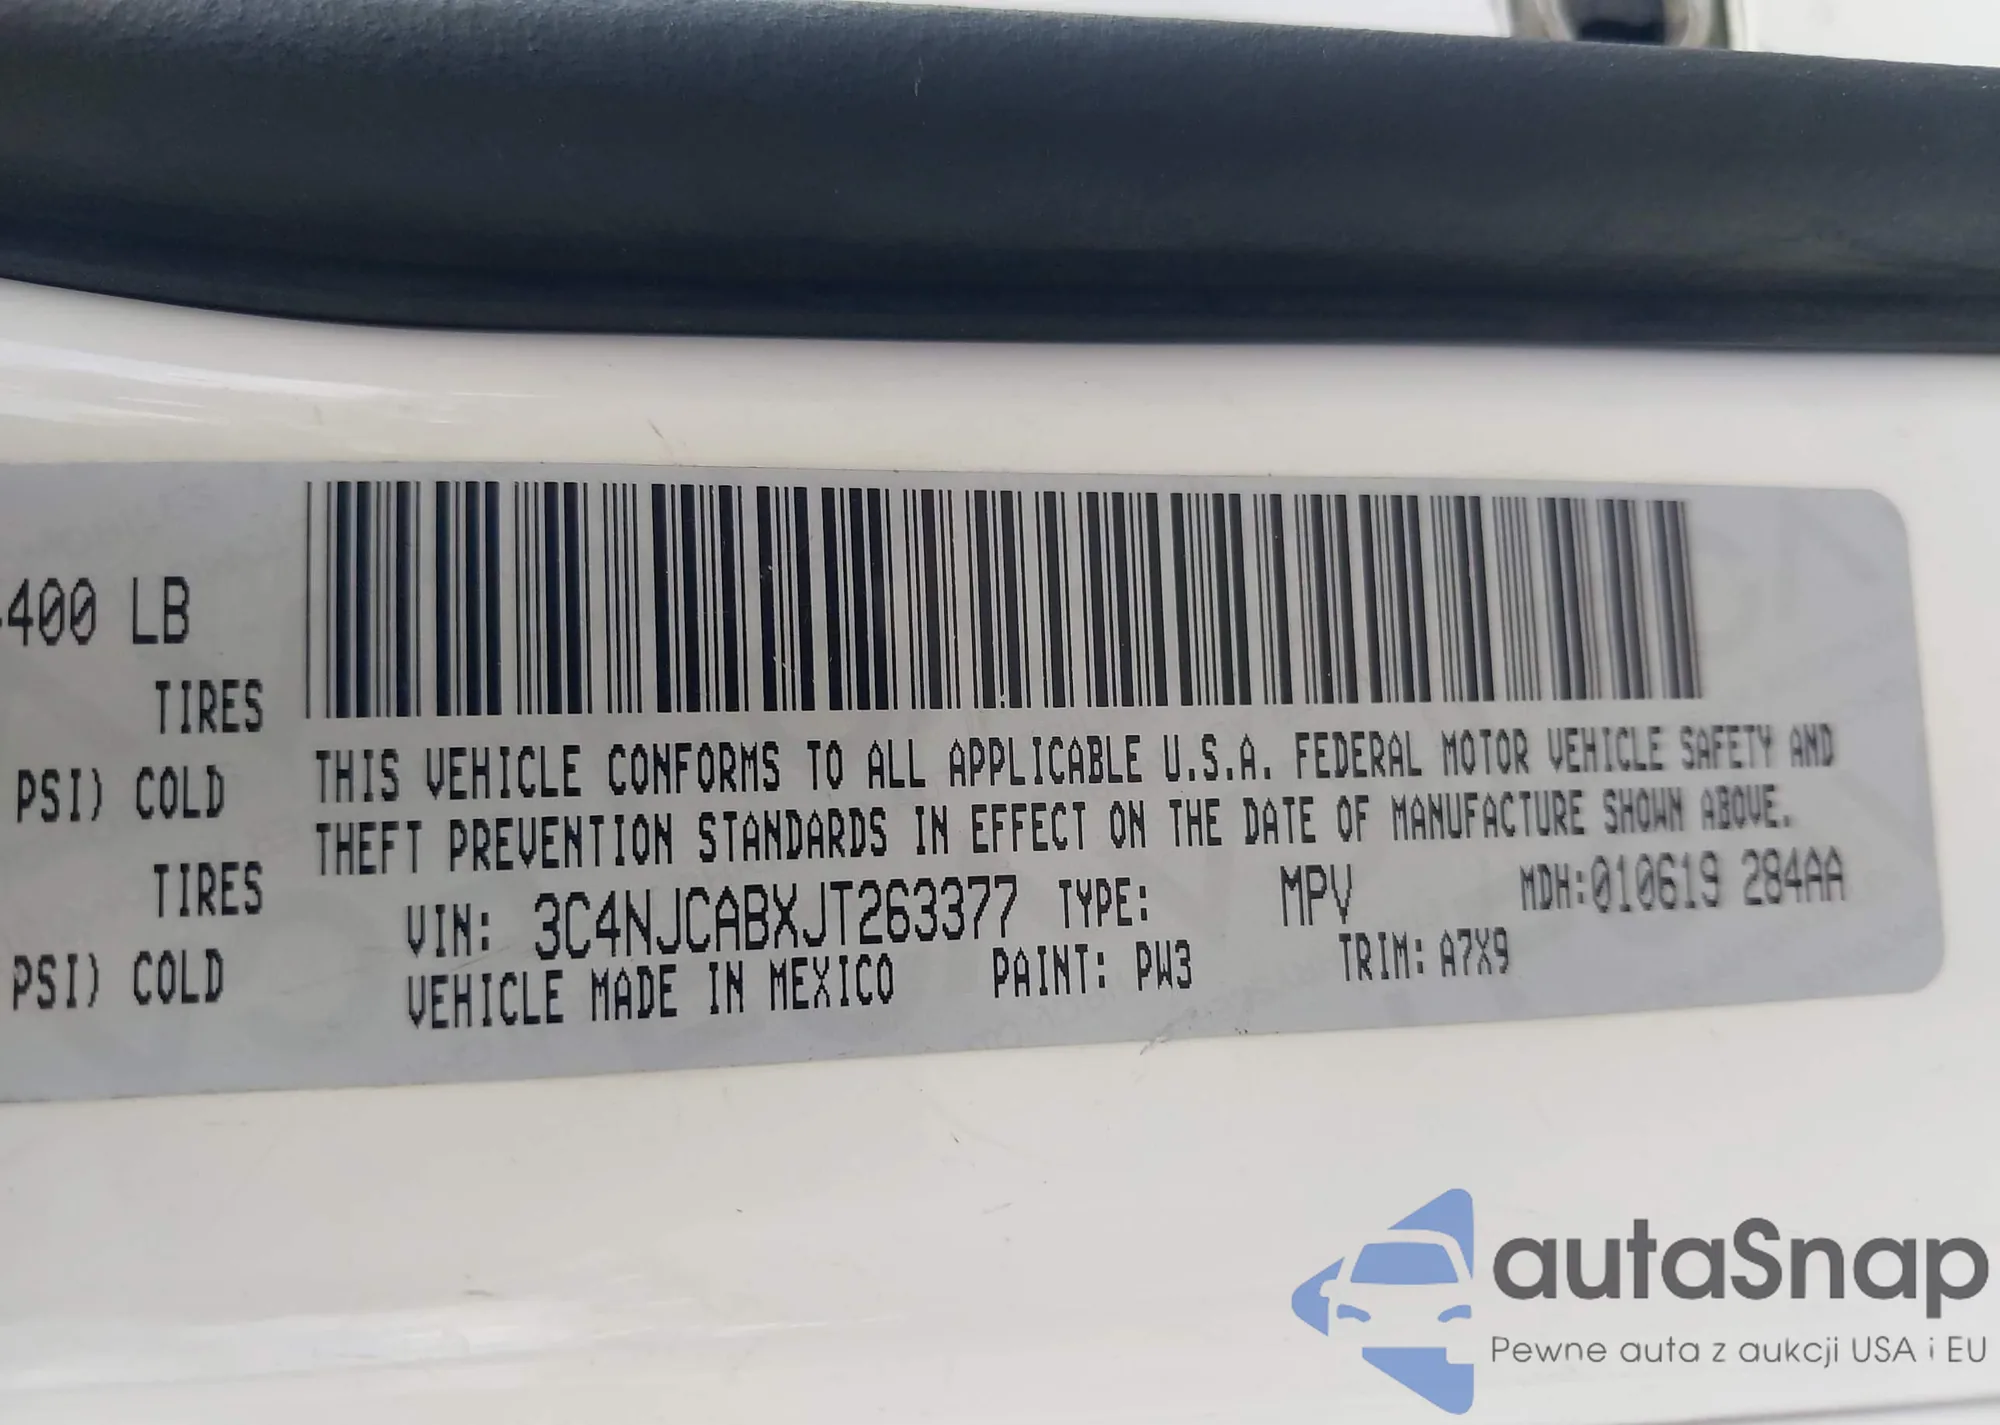 400 LB
TIRES
PSI) COLD
TIRES
PSI) COLD
THIS VEHICLE CONFORMS TO ALL APPLICABLE U.S.A. FEDERAL MOTOR VEHICLE SAFETY AND
THEFT PREVENTION STANDARDS IN EFFECT ON THE DATE OF MANUFACTURE SHOWN ABOVE.
VIN: 3C4NJCABXJT263377 TYPE: MPV MDH:010619 284AA
VEHICLE MADE IN MEXICO PAINT: PW3 TRIM: A7X9
autaSnap
Pewne auta z aukcji USA i EU